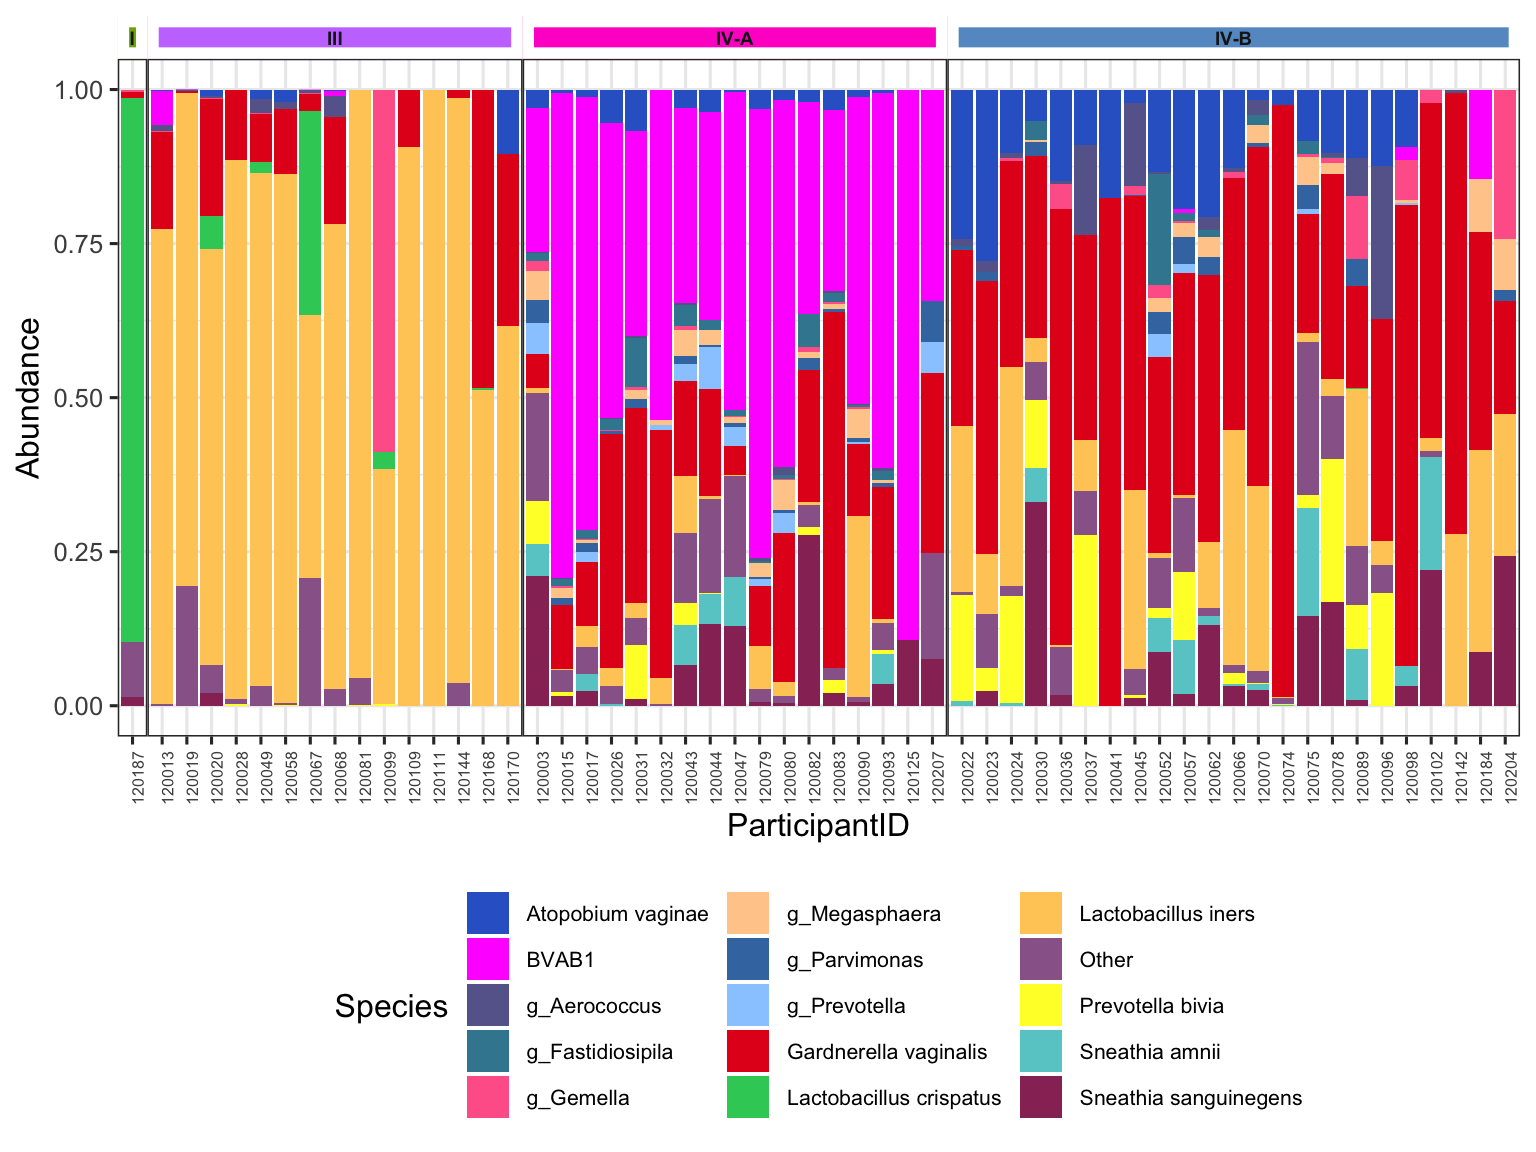 I III IV-A IV-B
1.00
0.75
0.50
0.25
0.00
Abundance
120187 120013 120019 120020 120028 120049 120058 120067 120068 120081 120099 120109 120111 120144 120168 120170 120003 120015 120017 120026 120031 120032 120043 120044 120047 120079 120080 120082 120083 120090 120093 120125 120207 120022 120023 120024 120030 120036 120037 120041 120045 120052 120057 120062 120066 120070 120074 120075 120078 120089 120096 120098 120102 120142 120184 120204
ParticipantID
Species
Atopobium vaginae
BVAB1
g_Aerococcus
g_Fastidiosipila
g_Gemella
g_Megasphaera
g_Parvimonas
g_Prevotella
Gardnerella vaginalis
Lactobacillus crispatus
Lactobacillus iners
Other
Prevotella bivia
Sneathia amnii
Sneathia sanguinegens